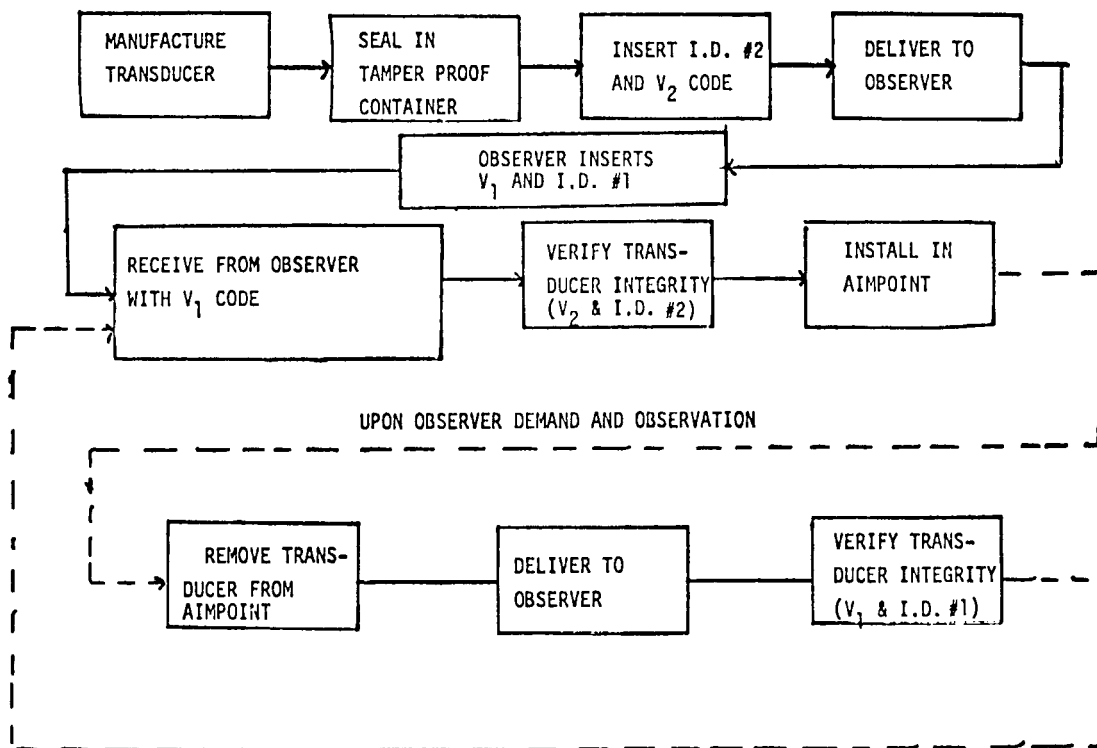 MANUFACTURE
TRANSDUCER
SEAL IN
TAMPER PROOF
CONTAINER
INSERT I.D. #2
AND V2 CODE
DELIVER TO
OBSERVER
OBSERVER INSERTS
V1 AND I.D. #1
RECEIVE FROM OBSERVER
WITH V1 CODE
VERIFY TRANS-
DUCER INTEGRITY
(V2 & I.D. #2)
INSTALL IN
AIMPOINT
UPON OBSERVER DEMAND AND OBSERVATION
REMOVE TRANS-
DUCER FROM
AIMPOINT
DELIVER TO
OBSERVER
VERIFY TRANS-
DUCER INTEGRITY
(V1 & I.D. #1)